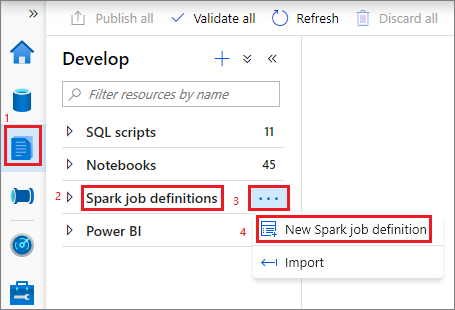 » Publish all Validate all Refresh Discard all
Develop
Filter resources by name
1
SQL scripts 11
Notebooks 45
2 Spark job definitions 3 ...
Power BI 4 New Spark job definition
Import